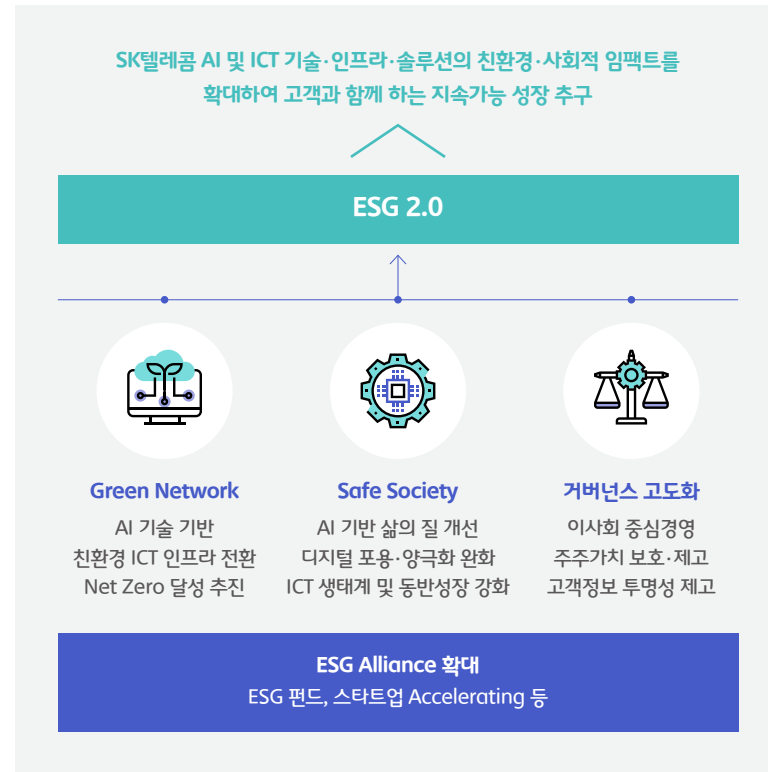 SK텔레콤 AI 및 ICT 기술·인프라·솔루션의 친환경·사회적 임팩트를
확대하여 고객과 함께 하는 지속가능 성장 추구
ESG 2.0
Green Network
AI 기술 기반
친환경 ICT 인프라 전환
Net Zero 달성 추진
Safe Society
AI 기반 삶의 질 개선
디지털 포용·양극화 완화
ICT 생태계 및 동반성장 강화
거버넌스 고도화
이사회 중심경영
주주가치 보호·제고
고객정보 투명성 제고
ESG Alliance 확대
ESG 펀드, 스타트업 Accelerating 등